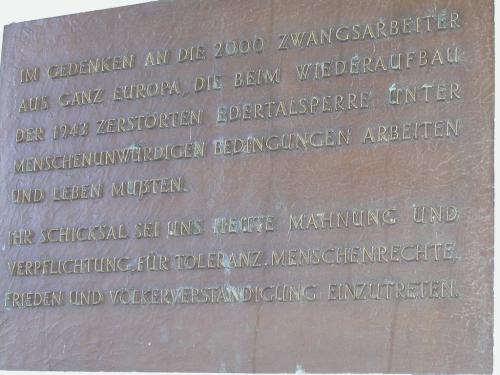 IM GEDENKEN AN DIE 2000 ZWANGSARBEITER
AUS GANZ EUROPA, DIE BEIM WIEDERAUFBAU
DER 1943 ZERSTÖRTEN EDERTALSPERRE UNTER
MENSCHENUNWÜRDIGEN BEDINGUNGEN ARBEITEN
UND LEBEN MUßTEN.
IHR SCHICKSAL SEI UNS HEUTE MAHNUNG UND
VERPFLICHTUNG, FÜR TOLERANZ, MENSCHENRECHTE,
FRIEDEN UND VÖLKERVERSTÄNDIGUNG EINZUTRETEN.